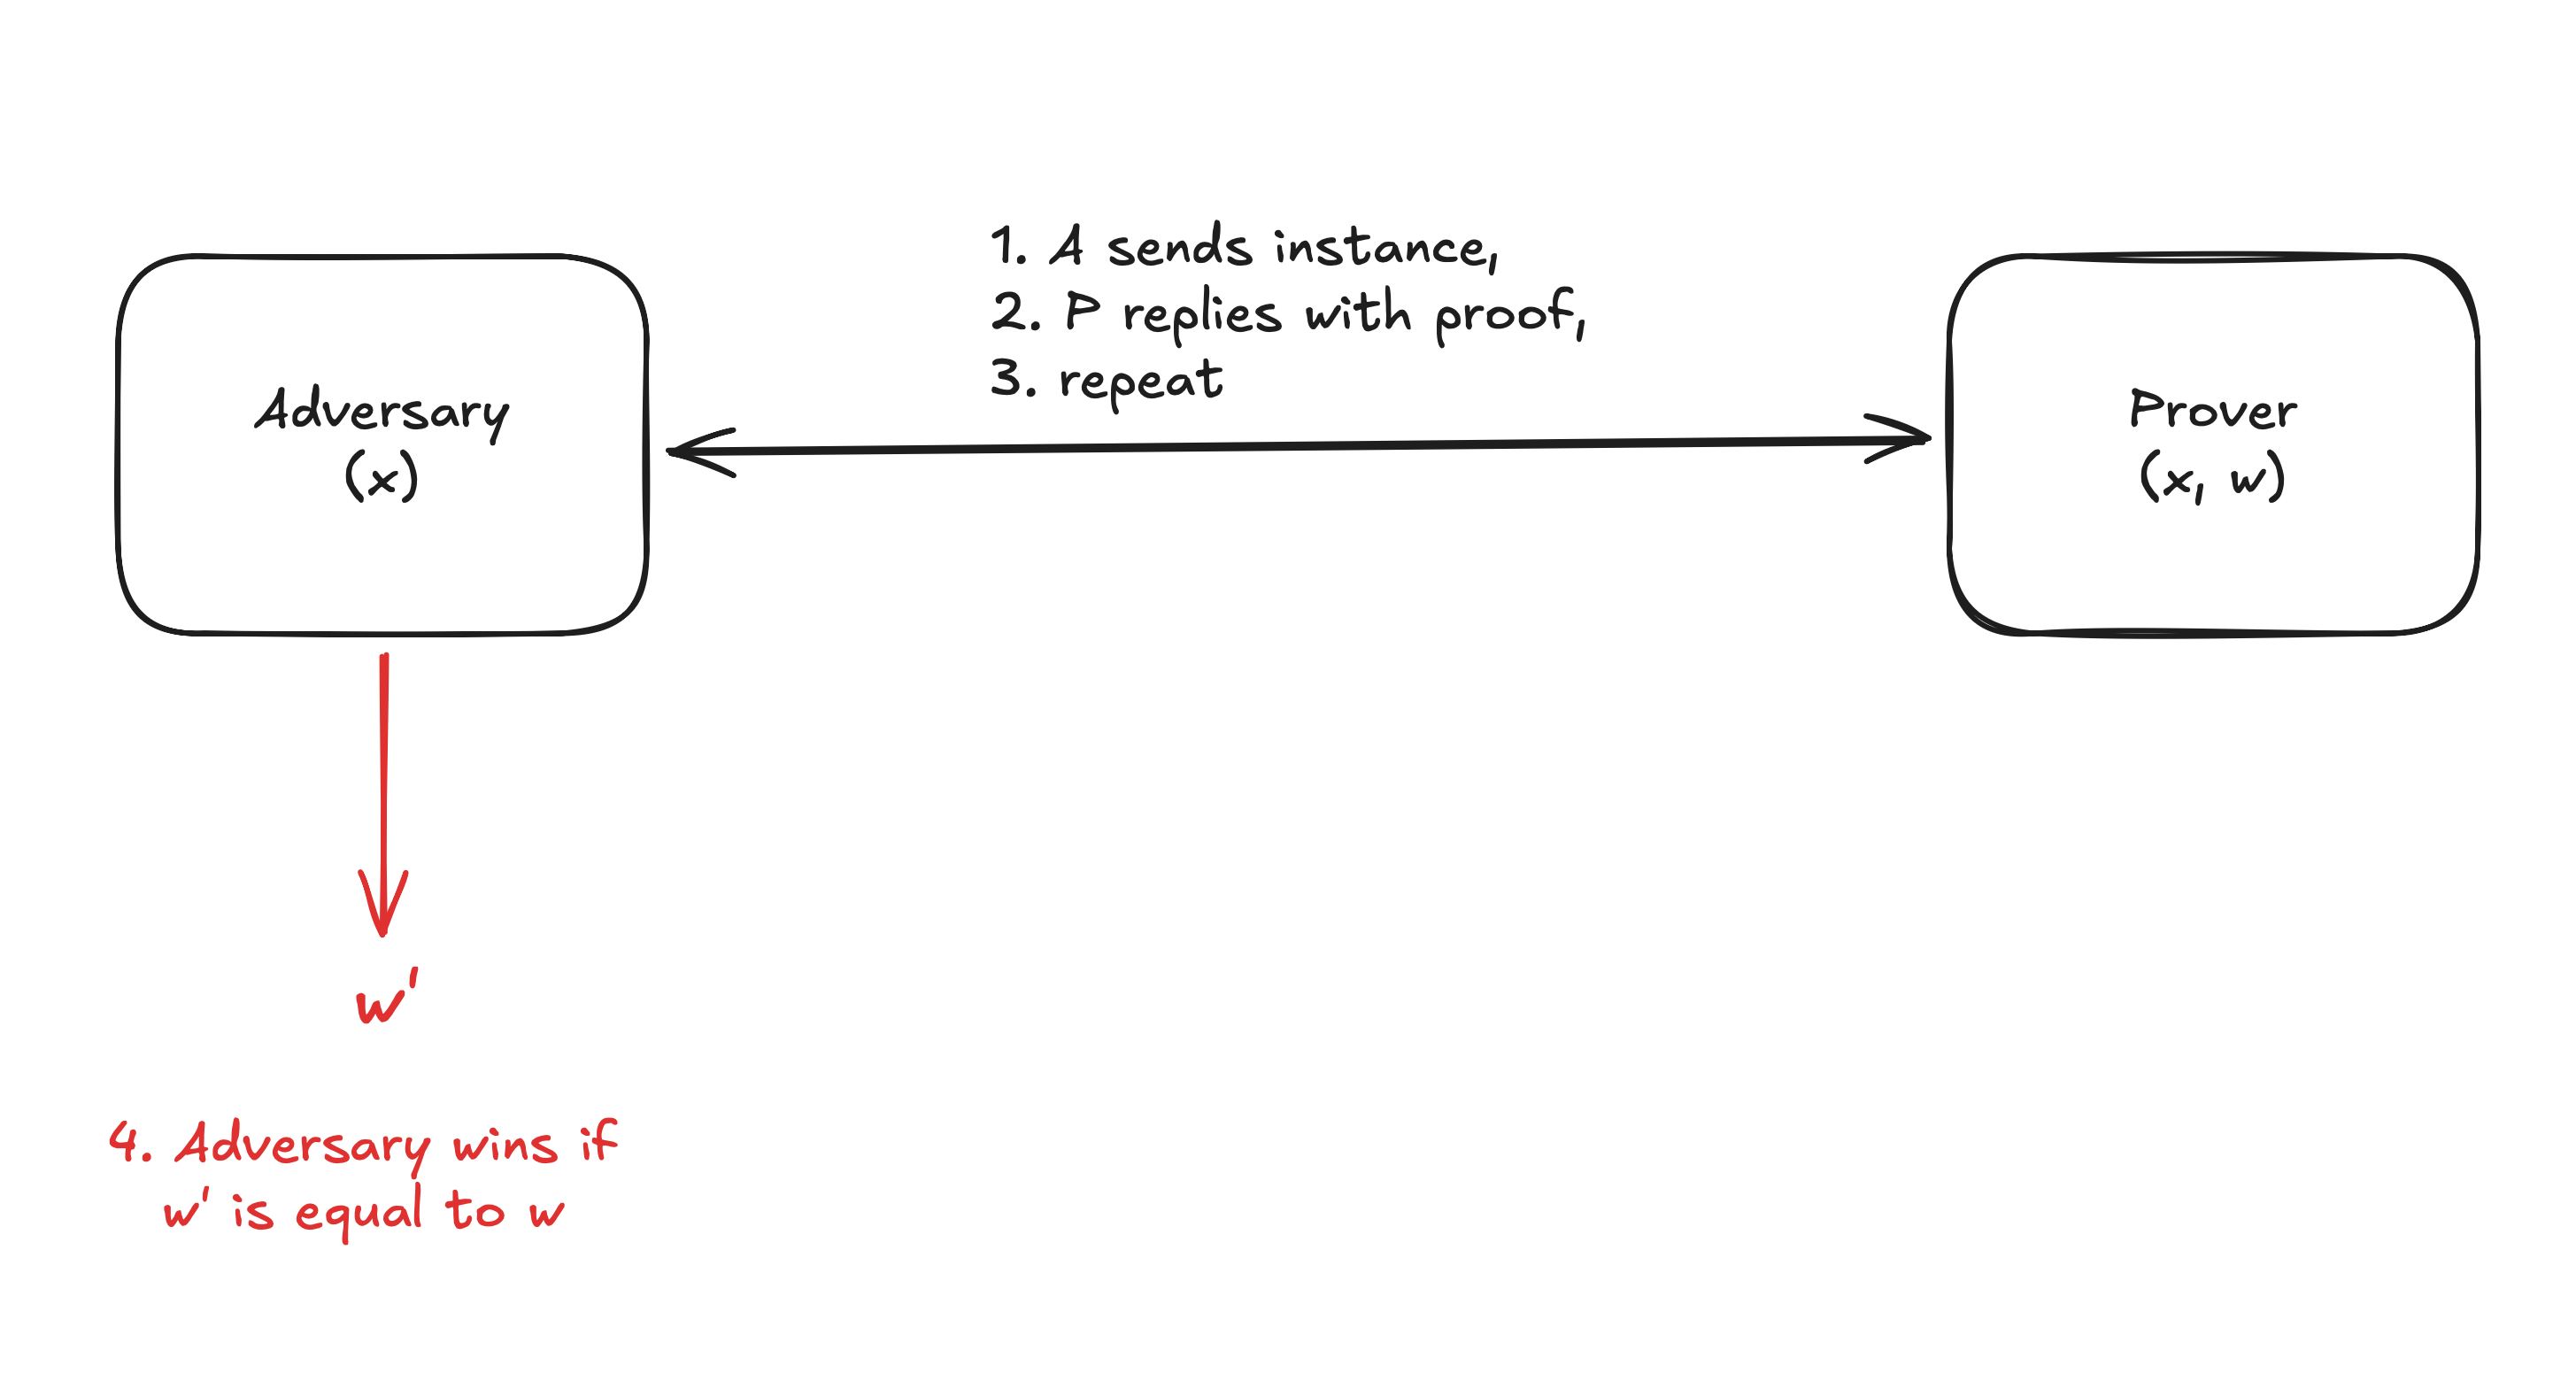 1. A sends instance,
2. P replies with proof,
3. repeat
Adversary
(x)
Prover
(x, w)
w'
4. Adversary wins if
w' is equal to w